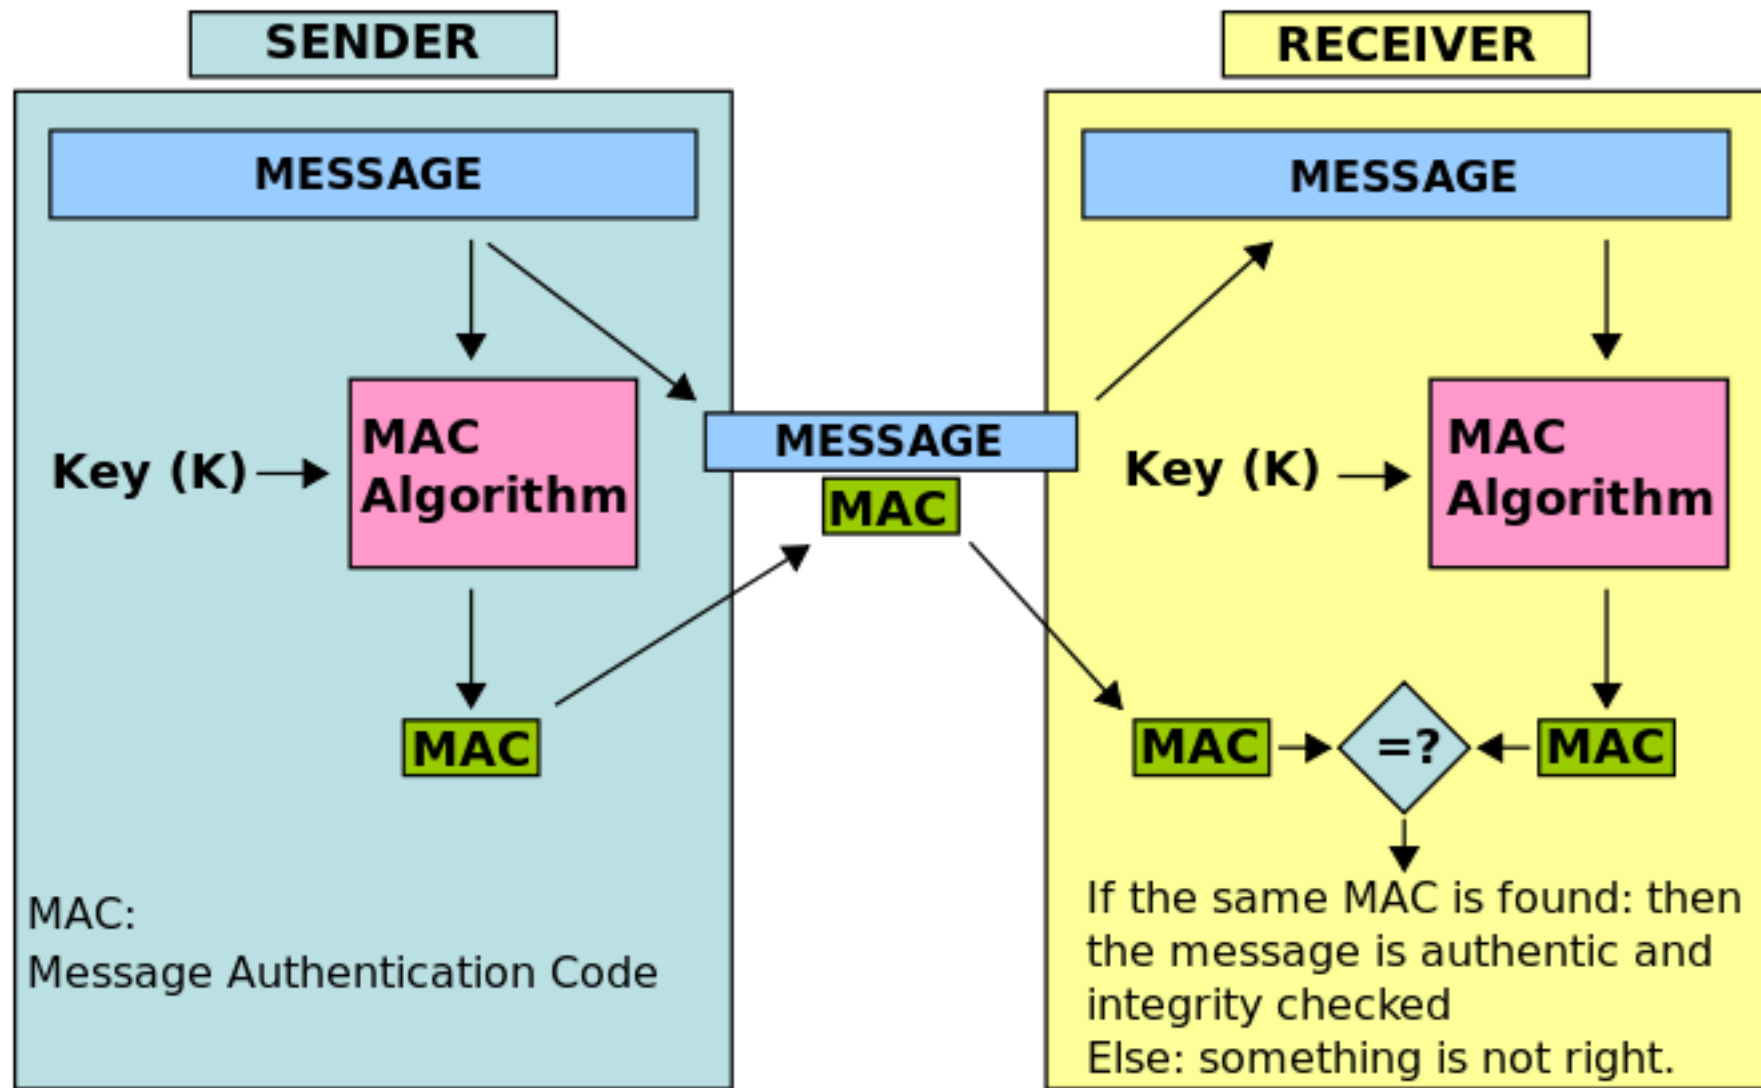 SENDER
MESSAGE
Key (K)
MAC
Algorithm
MAC
MAC:
Message Authentication Code
MESSAGE
MAC
RECEIVER
MESSAGE
Key (K)
MAC
Algorithm
MAC
=?
MAC
If the same MAC is found: then
the message is authentic and
integrity checked
Else: something is not right.